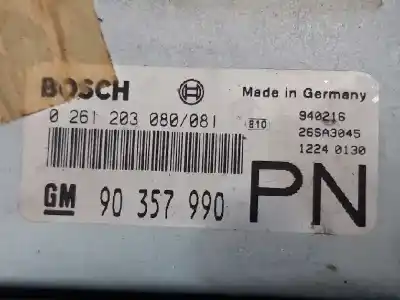 BOSCH Made in Germany
0 261 203 080/081 810 940216
26SA3045
1224 0130
GM 90 357 990 PN